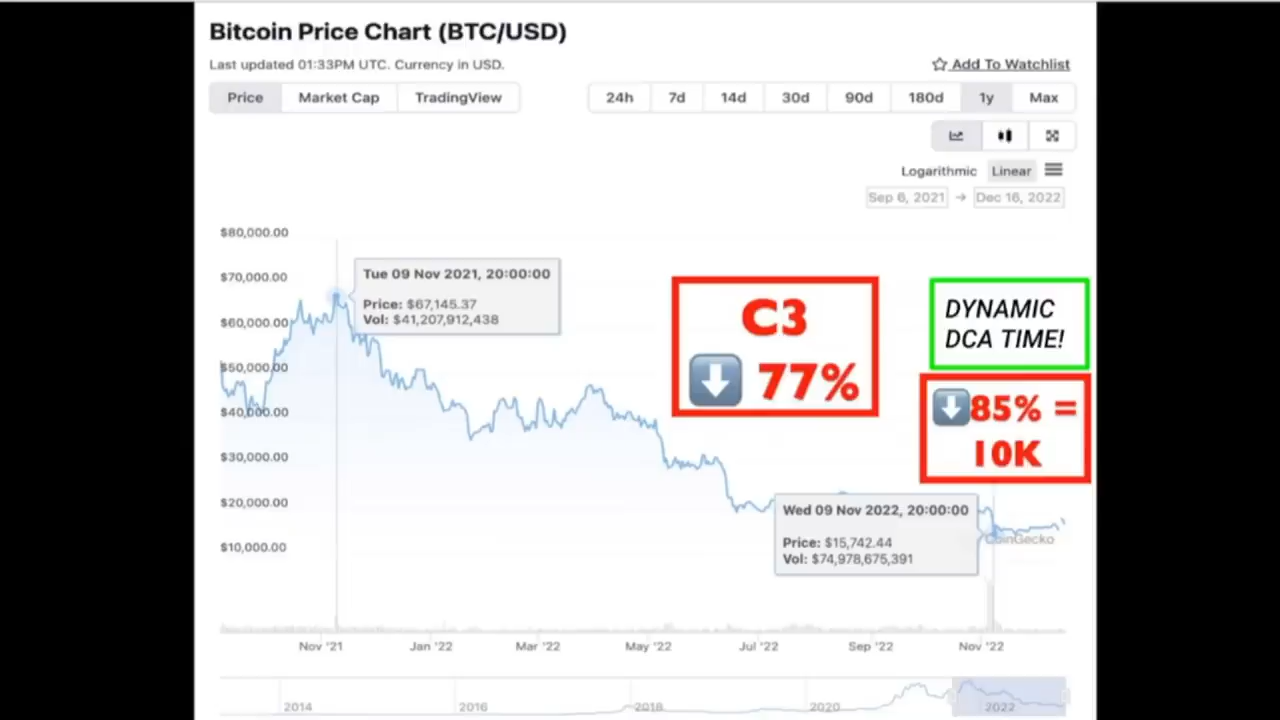 Bitcoin Price Chart (BTC/USD)
Last updated 01:33PM UTC. Currency in USD.
Add To Watchlist
Price Market Cap TradingView
24h 7d 14d 30d 90d 180d 1y Max
Logarithmic Linear
Sep 6, 2021 → Dec 16, 2022
$80,000.00
$70,000.00
$60,000.00
$50,000.00
$40,000.00
$30,000.00
$20,000.00
$10,000.00
Tue 09 Nov 2021, 20:00:00
Price: $67,145.37
Vol: $41,207,912,438
C3
⬇ 77%
DYNAMIC
DCA TIME!
⬇85% =
10K
Wed 09 Nov 2022, 20:00:00
Price: $15,742.44
Vol: $74,978,675,391
CoinGecko
Nov '21 Jan '22 Mar '22 May '22 Jul '22 Sep '22 Nov '22
2014 2016 2018 2020 2022